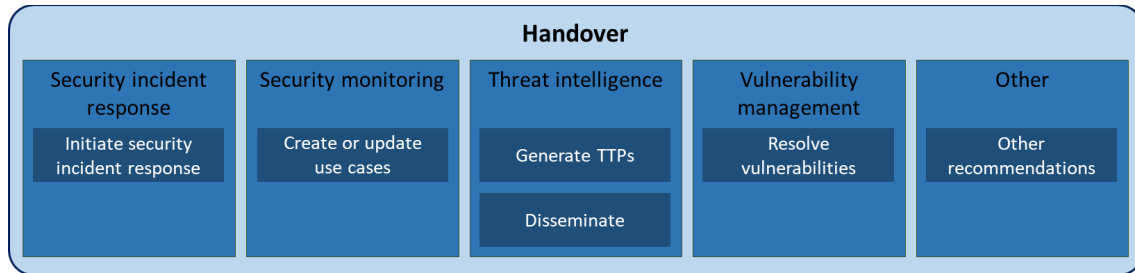 Handover
Security incident
response
Initiate security
incident response
Security monitoring
Create or update
use cases
Threat intelligence
Generate TTPs
Disseminate
Vulnerability
management
Resolve
vulnerabilities
Other
Other
recommendations